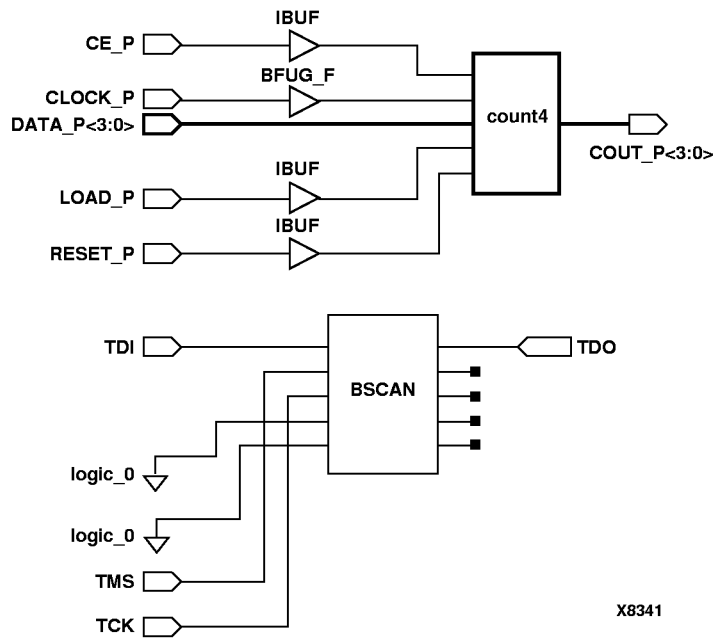 IBUF
CE_P
BFUG_F
CLOCK_P
DATA_P<3:0>
count4
COUT_P<3:0>
IBUF
LOAD_P
IBUF
RESET_P
TDI
BSCAN
TDO
logic_0
logic_0
TMS
TCK
X8341